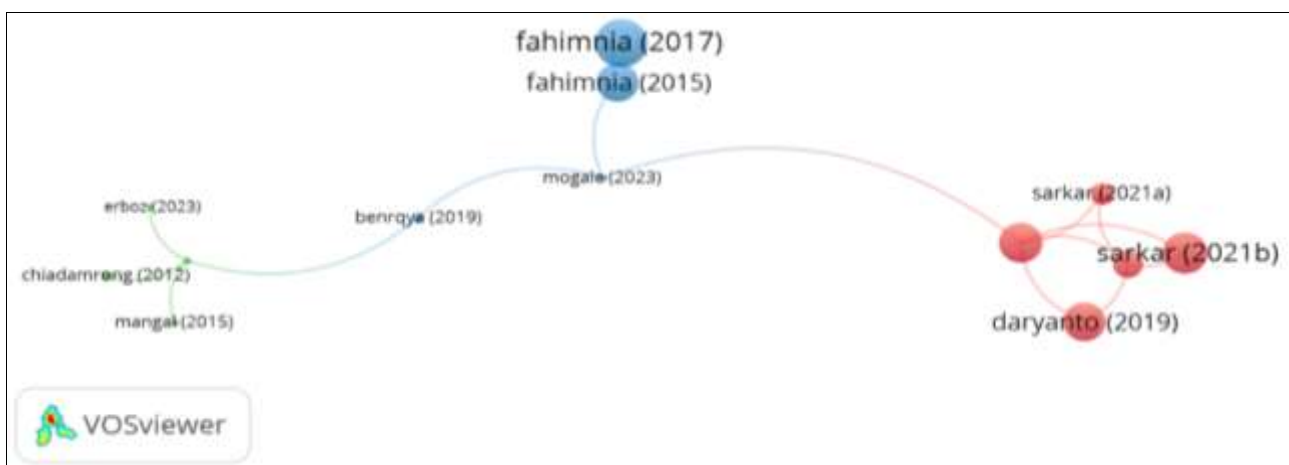 fahimnia (2017)
fahimnia (2015)
mogale (2023)
sarkar (2021a)
erboz (2023)
benrqya (2019)
sarkar (2021b)
chiadamrong (2012)
mangal (2015)
daryanto (2019)
VOSviewer